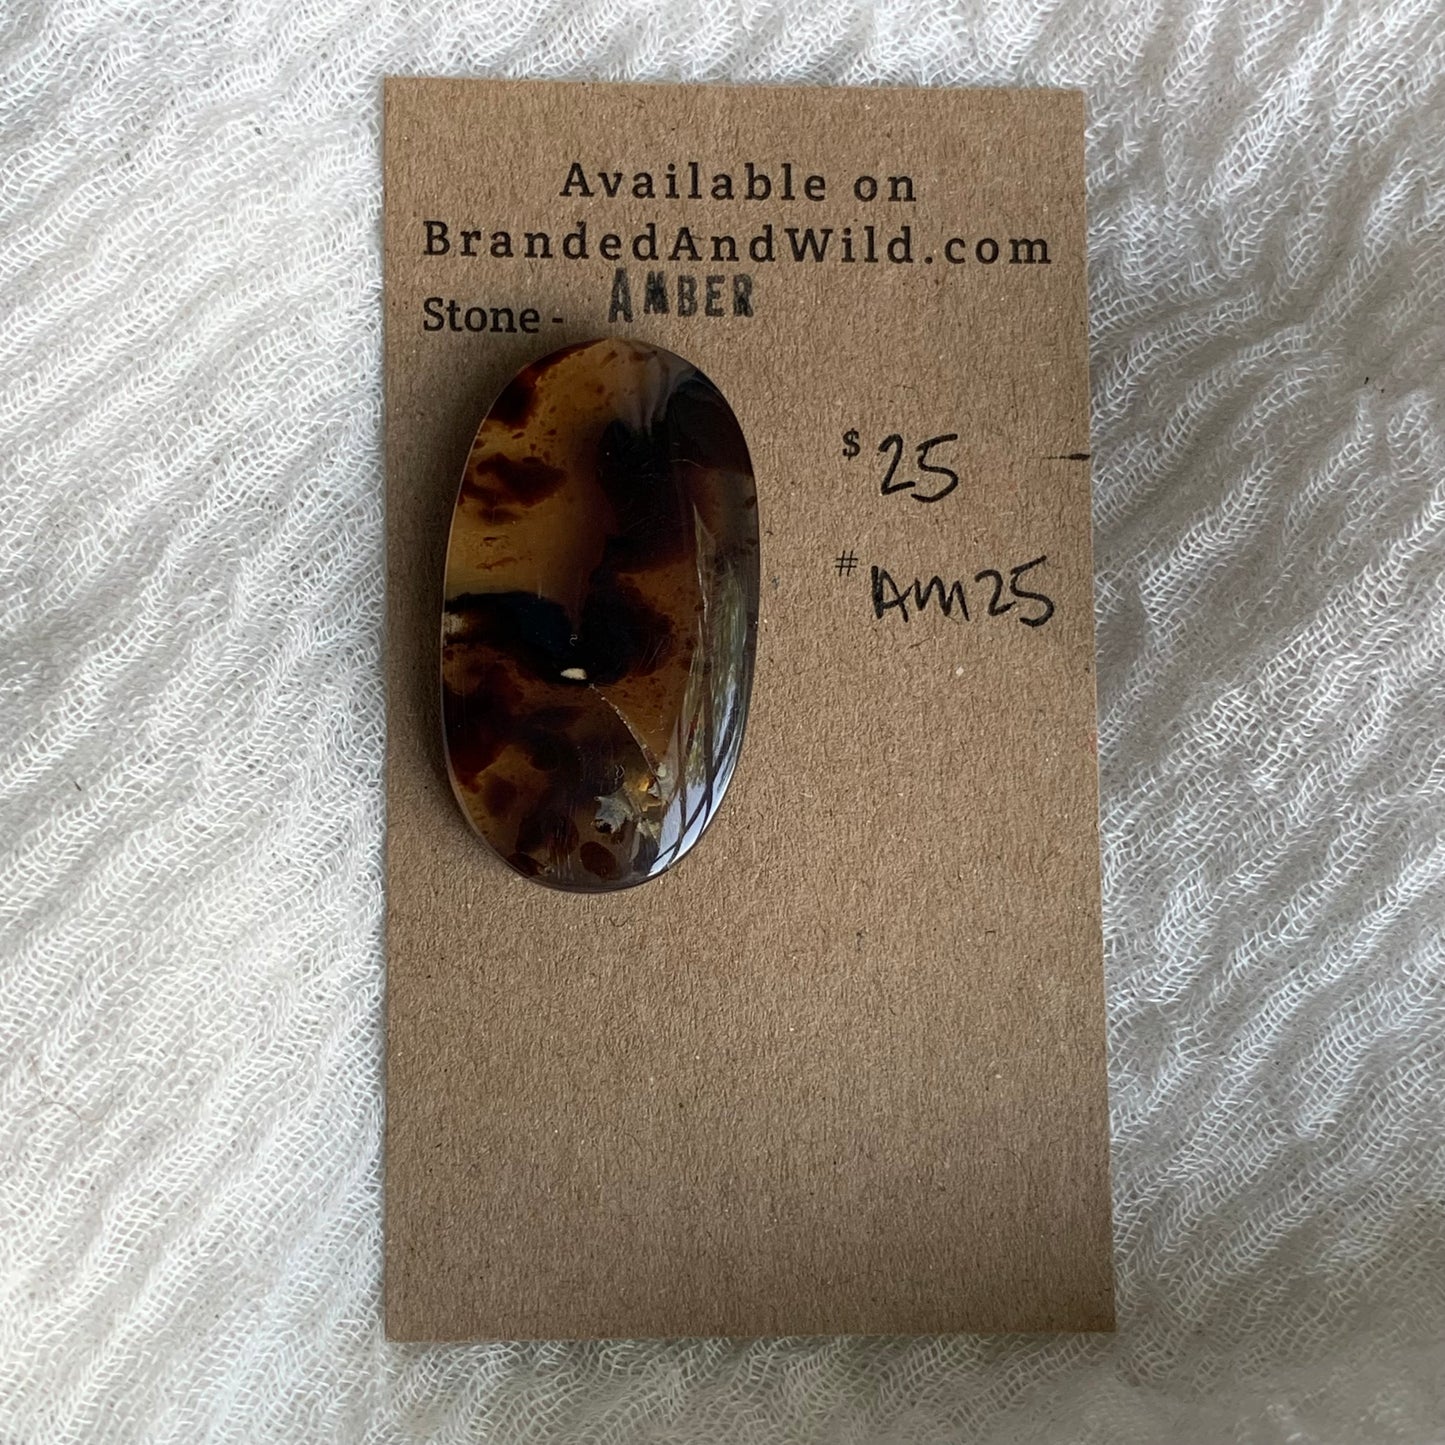 Available on
BrandedAndWild.com
Stone - AMBER
$ 25
# AM25